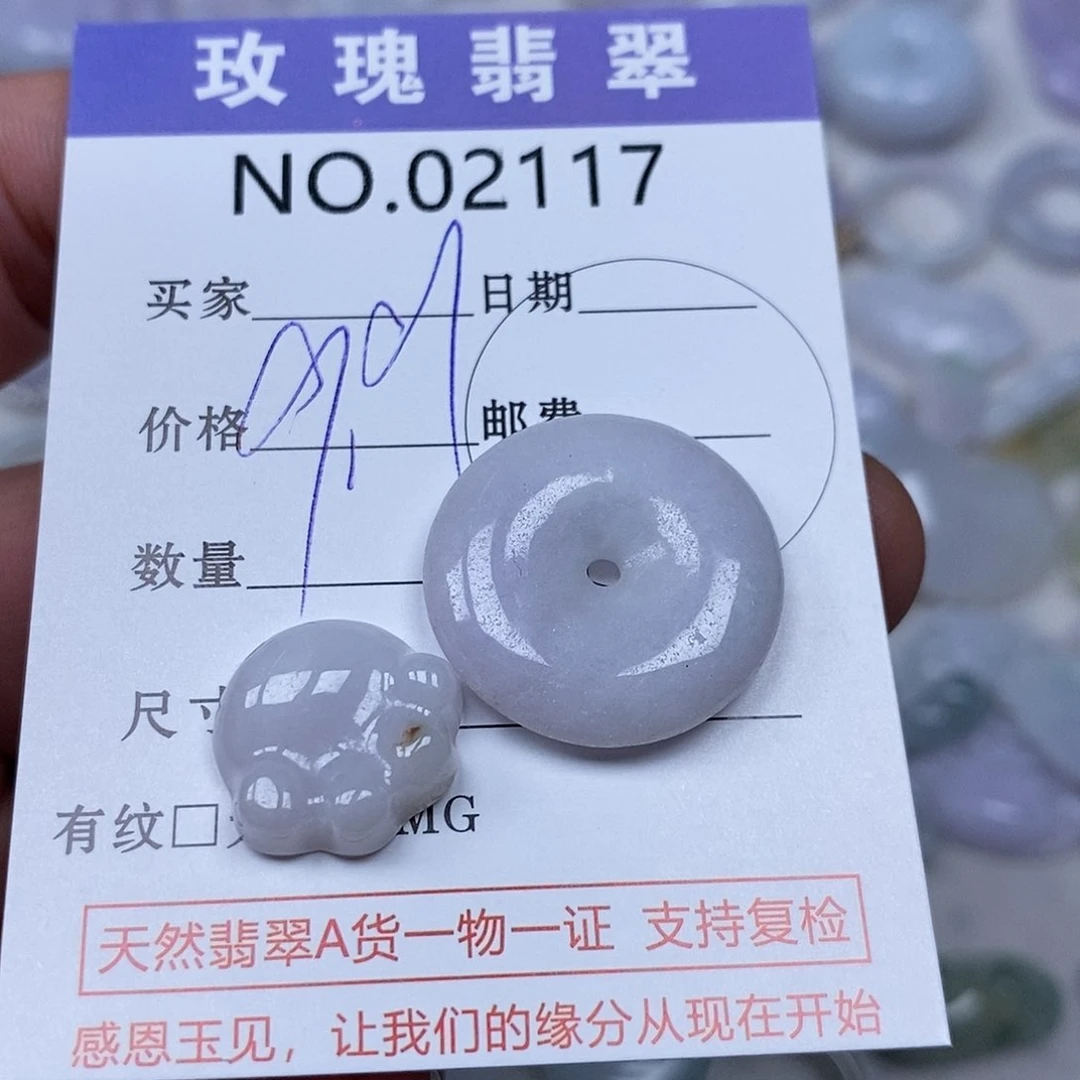 玫瑰翡翠
NO.02117
买家 日期
价格 邮费
数量
尺寸
有纹□ MG
天然翡翠A货一物一证 支持复检
感恩玉见，让我们的缘分从现在开始